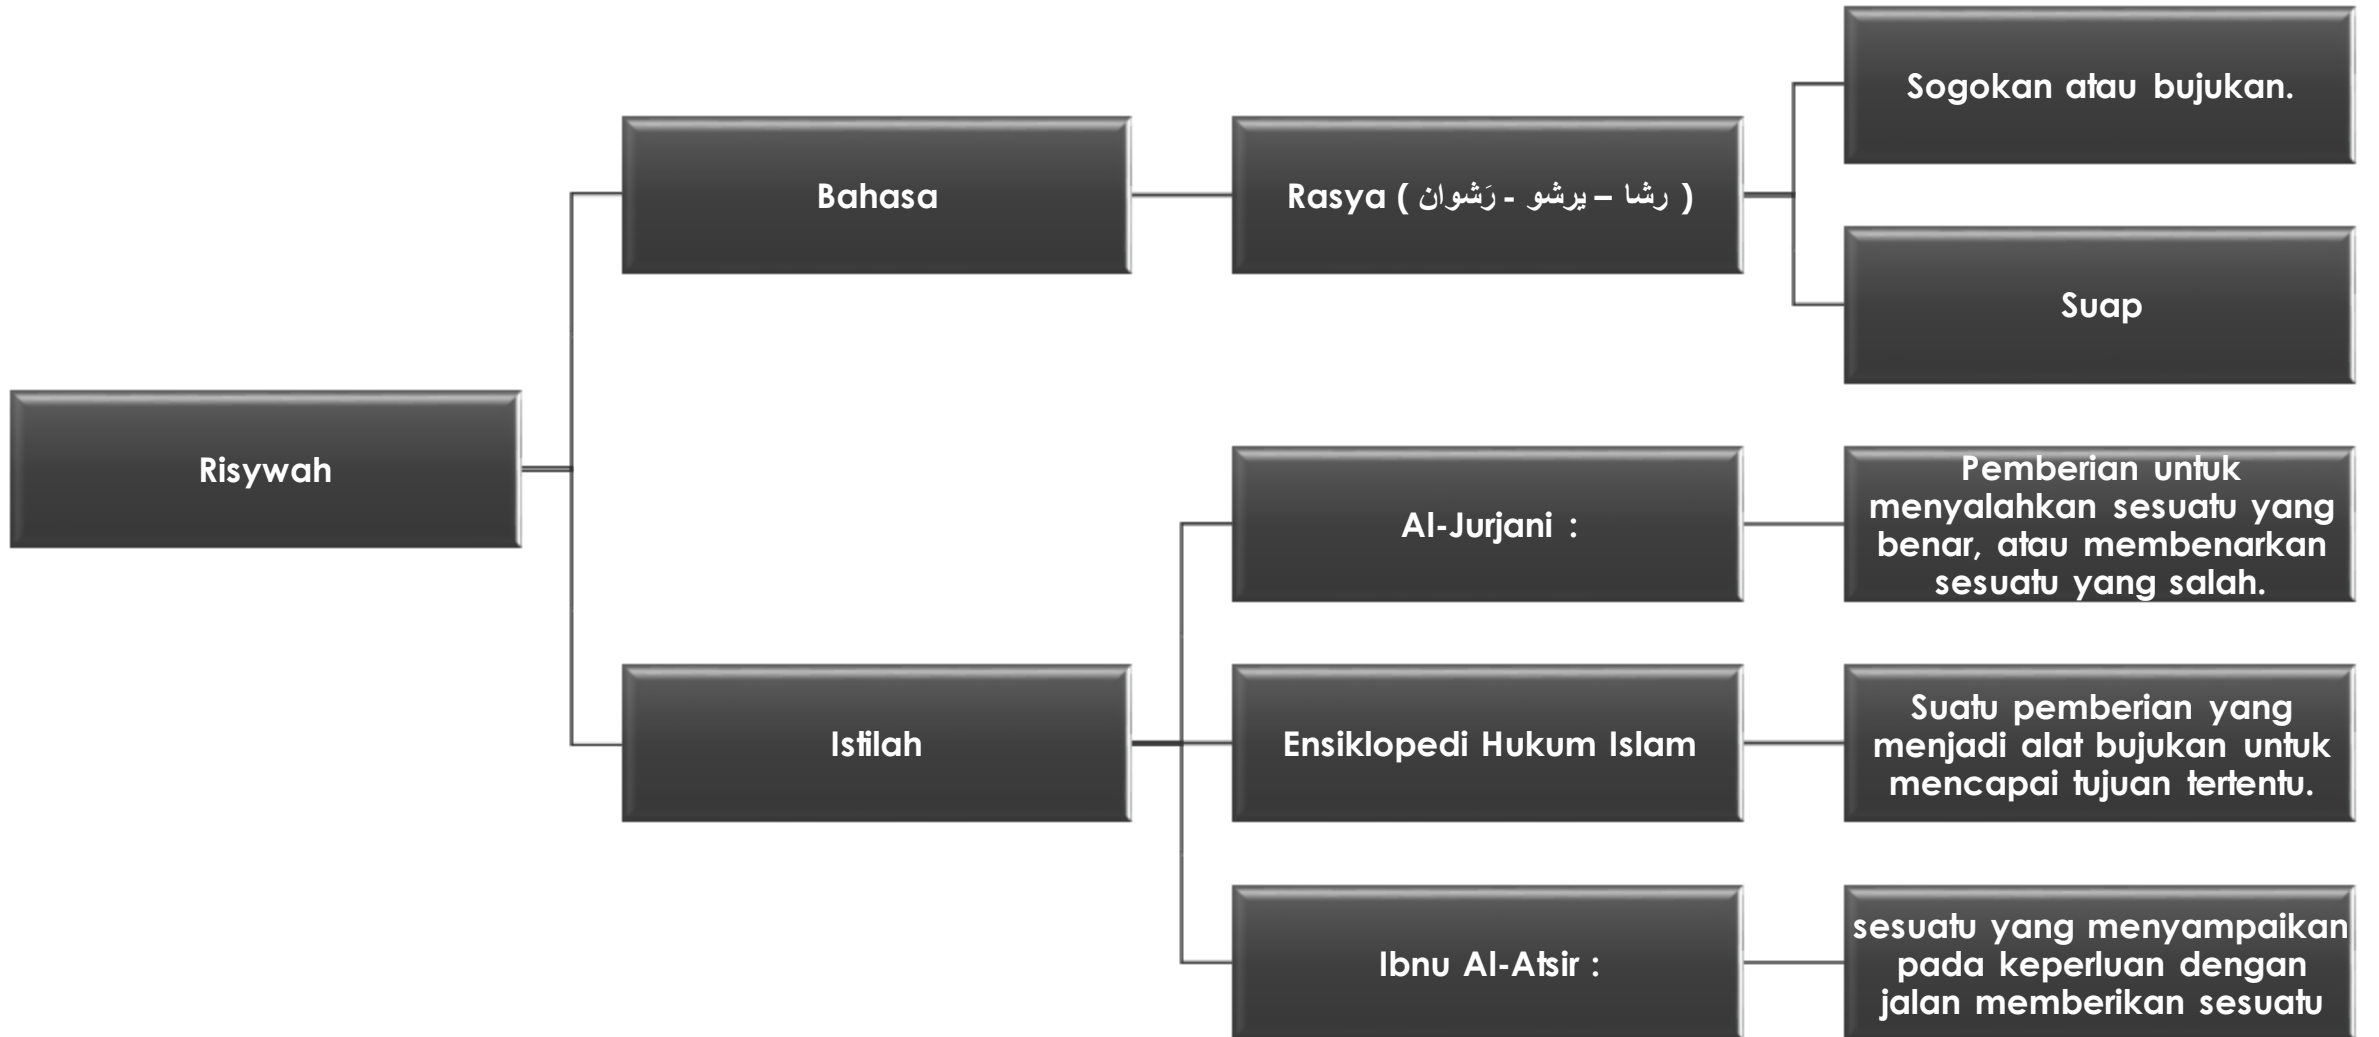 Risywah
Bahasa
Rasya ( رشا – يرشو - رَشوان )
Sogokan atau bujukan.
Suap
Istilah
Al-Jurjani :
Pemberian untuk
menyalahkan sesuatu yang
benar, atau membenarkan
sesuatu yang salah.
Ensiklopedi Hukum Islam
Suatu pemberian yang
menjadi alat bujukan untuk
mencapai tujuan tertentu.
Ibnu Al-Atsir :
sesuatu yang menyampaikan
pada keperluan dengan
jalan memberikan sesuatu